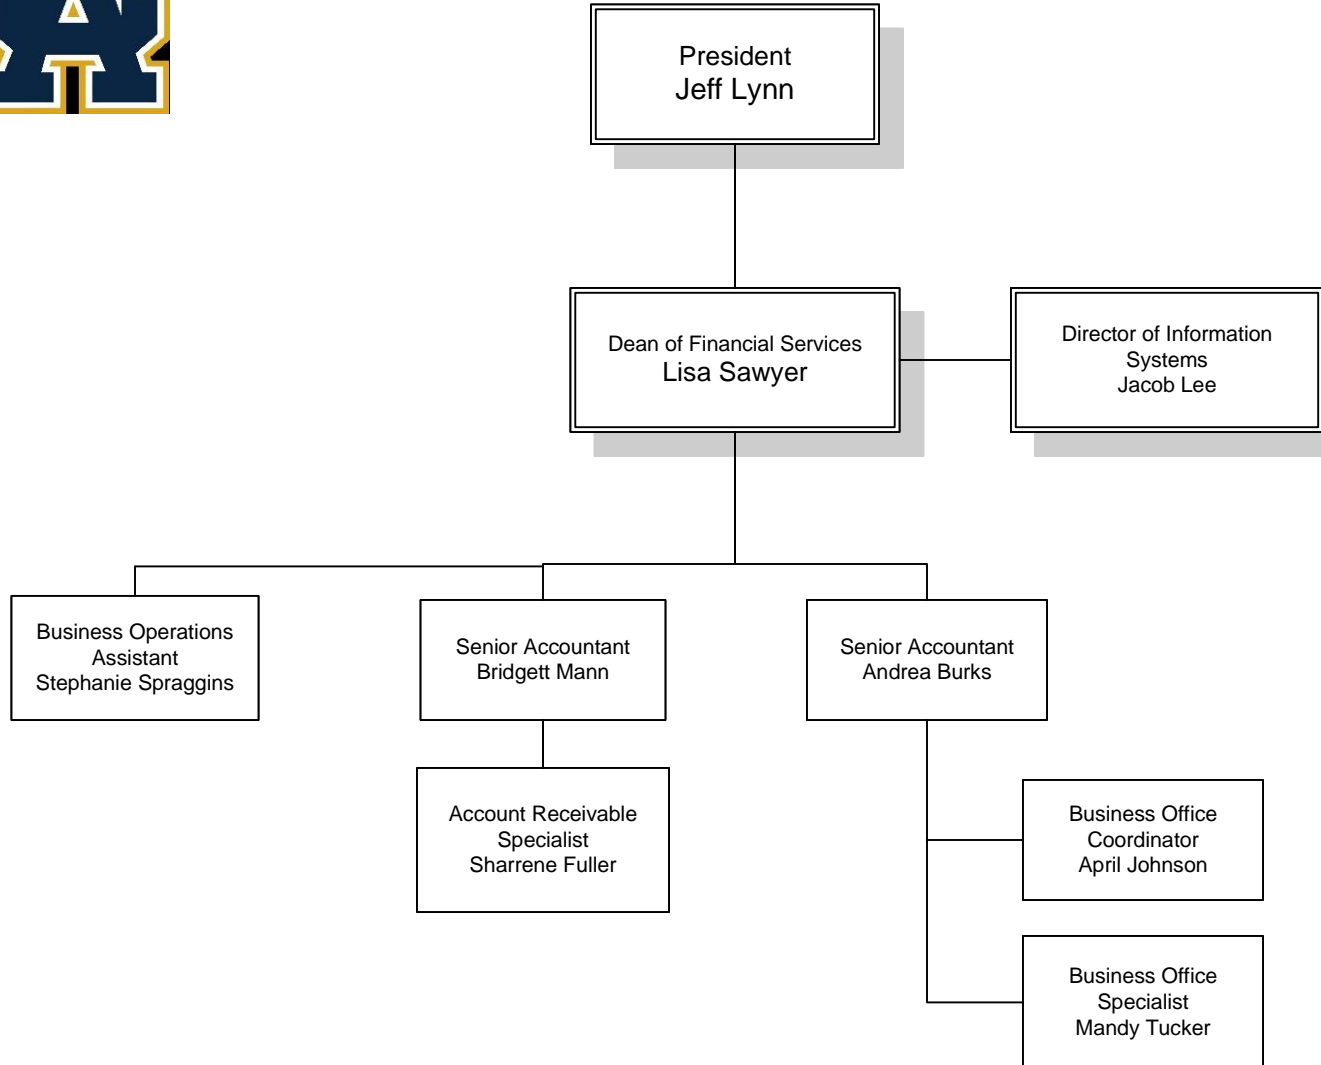 President
Jeff Lynn
Dean of Financial Services
Lisa Sawyer
Director of Information
Systems
Jacob Lee
Business Operations
Assistant
Stephanie Spraggins
Senior Accountant
Bridgett Mann
Senior Accountant
Andrea Burks
Account Receivable
Specialist
Sharrene Fuller
Business Office
Coordinator
April Johnson
Business Office
Specialist
Mandy Tucker